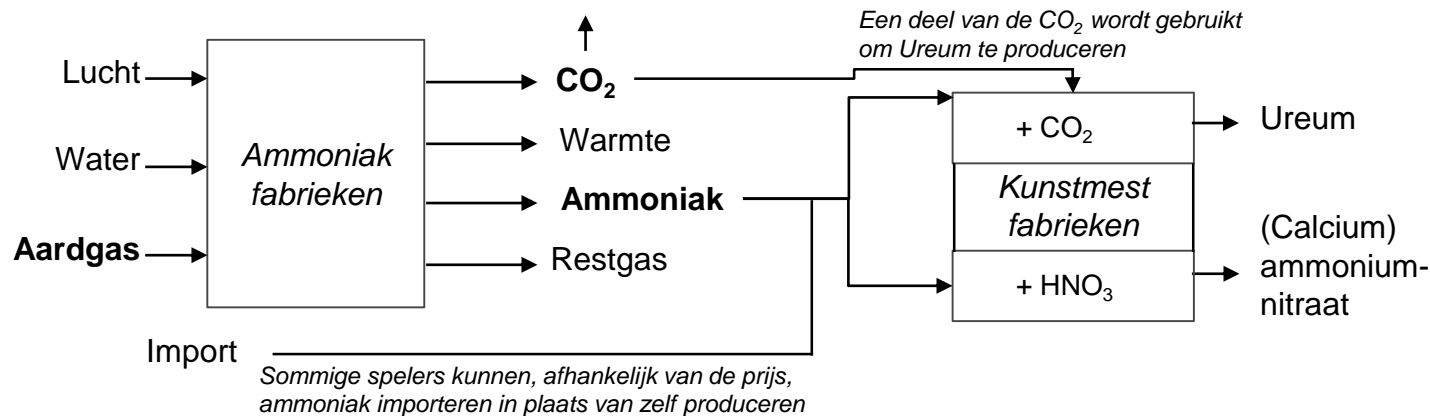 Een deel van de CO₂ wordt gebruikt
om Ureum te produceren
Lucht
Water
Aardgas
Ammoniak
fabrieken
CO₂
Warmte
Ammoniak
Restgas
Import
Sommige spelers kunnen, afhankelijk van de prijs,
ammoniak importeren in plaats van zelf produceren
+ CO₂
Kunstmest
fabrieken
+ HNO₃
Ureum
(Calcium)
ammonium-
nitraat